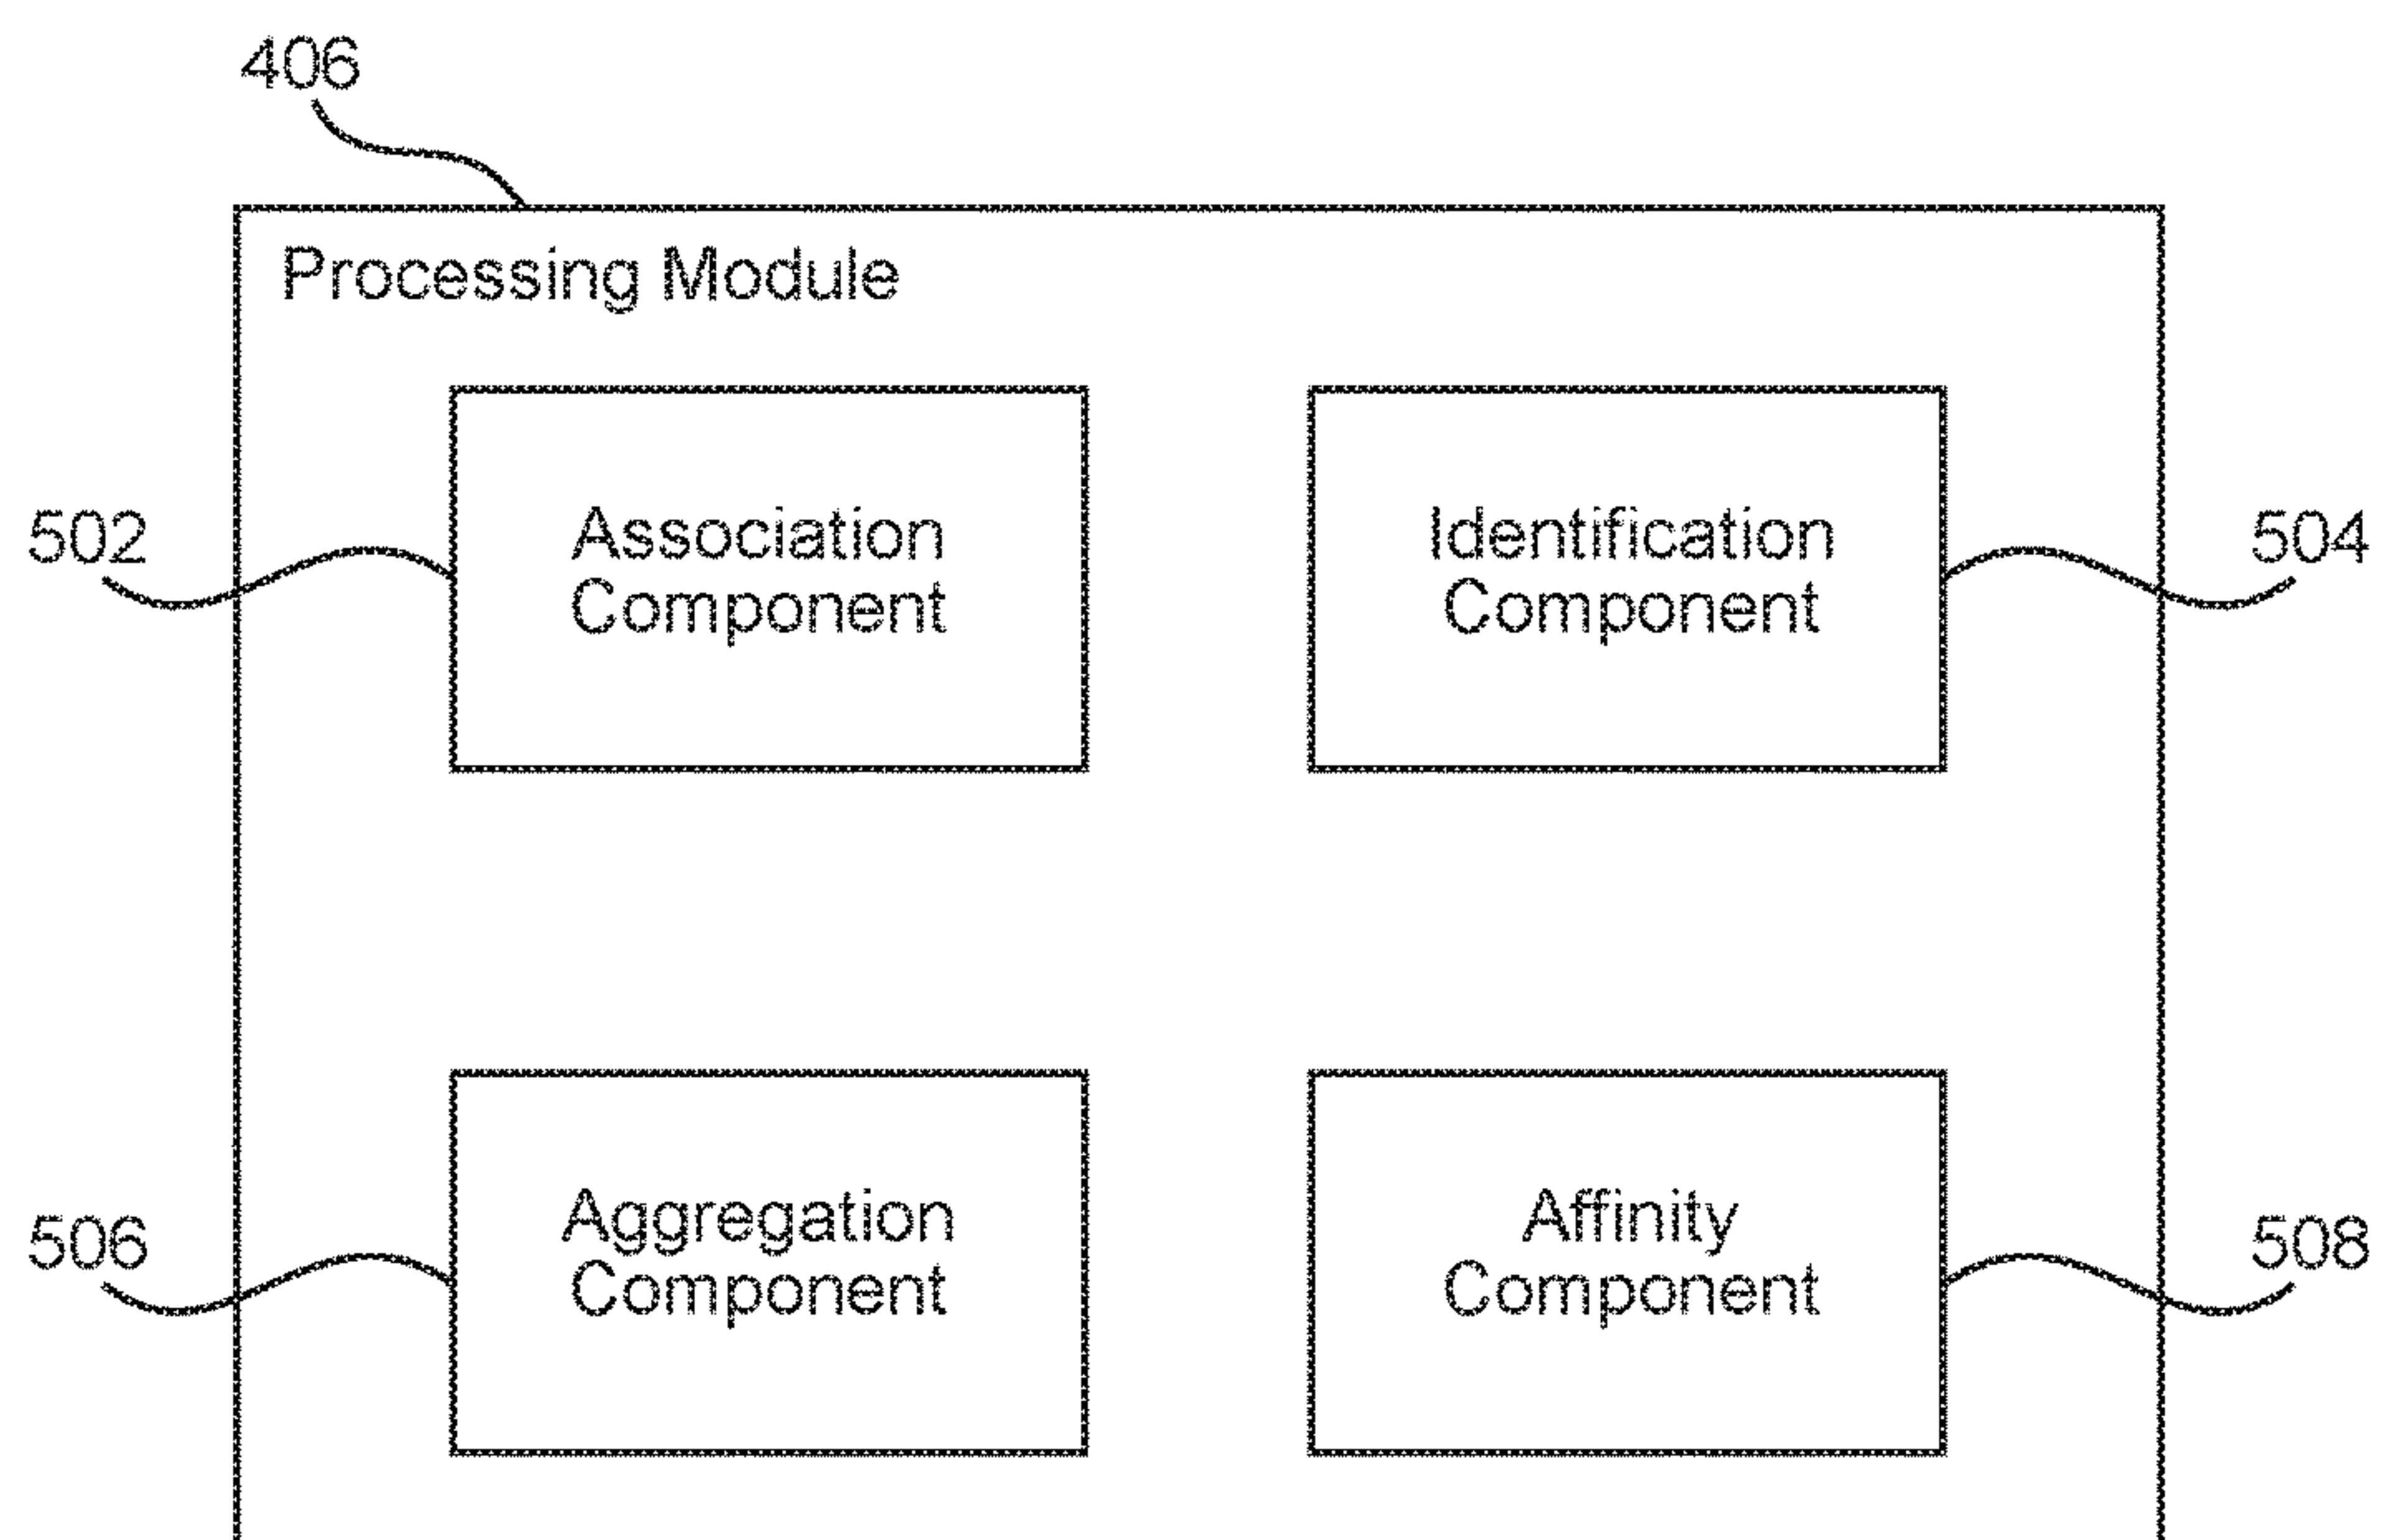 406
Processing Module
502
Association
Component
Identification
Component
504
506
Aggregation
Component
Affinity
Component
508